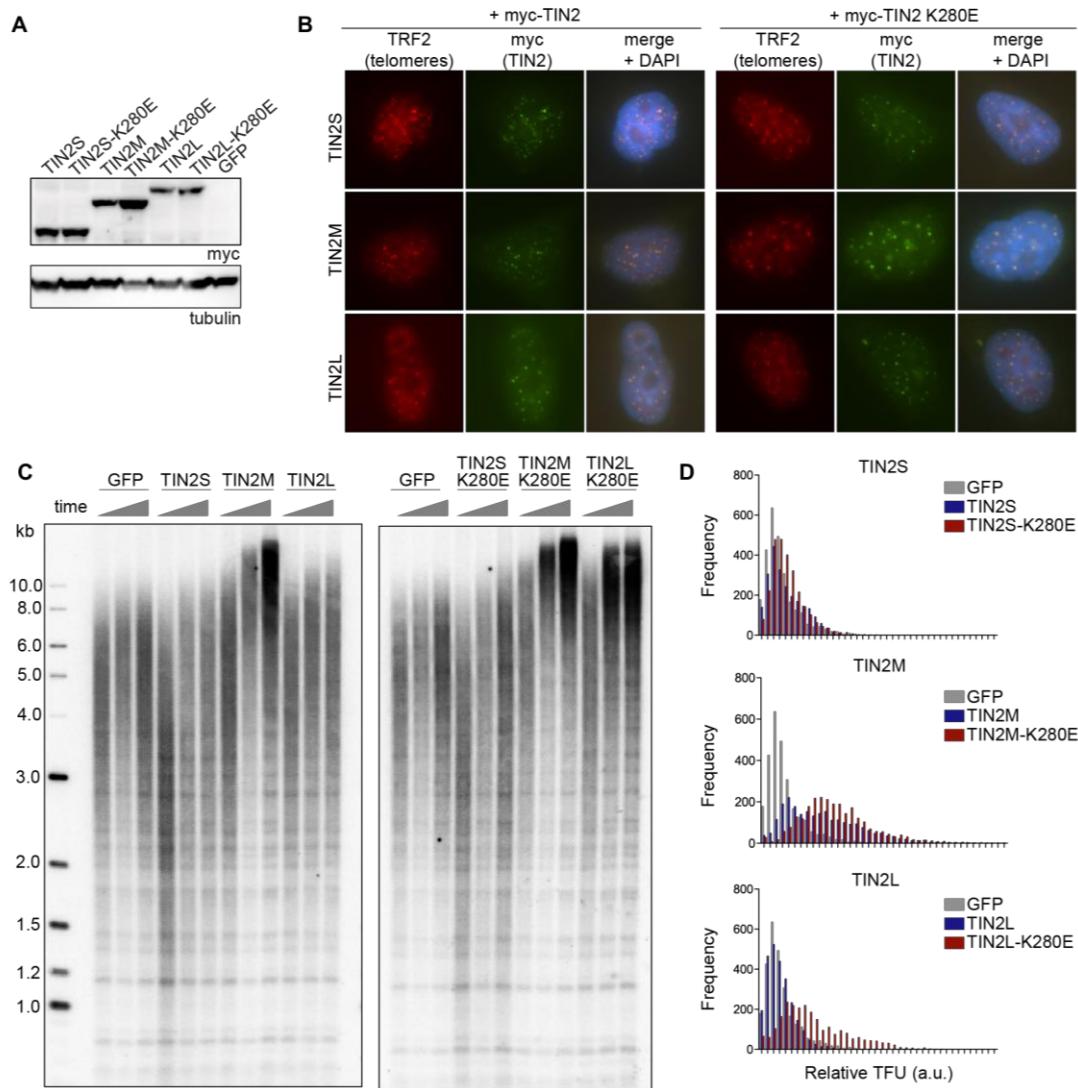 A
TIN2S
TIN2S-K280E
TIN2M
TIN2M-K280E
TIN2L
TIN2L-K280E
GFP
myc
tubulin
B
+ myc-TIN2
+ myc-TIN2 K280E
TRF2 (telomeres)
myc (TIN2)
merge + DAPI
TRF2 (telomeres)
myc (TIN2)
merge + DAPI
TIN2S
TIN2M
TIN2L
C
GFP TIN2S TIN2M TIN2L
GFP TIN2S K280E TIN2M K280E TIN2L K280E
time
kb
10.0
8.0
6.0
5.0
4.0
3.0
2.0
1.5
1.2
1.0
D
TIN2S
800
600
400
200
0
Frequency
GFP
TIN2S
TIN2S-K280E
TIN2M
800
600
400
200
0
Frequency
GFP
TIN2M
TIN2M-K280E
TIN2L
800
600
400
200
0
Frequency
GFP
TIN2L
TIN2L-K280E
Relative TFU (a.u.)